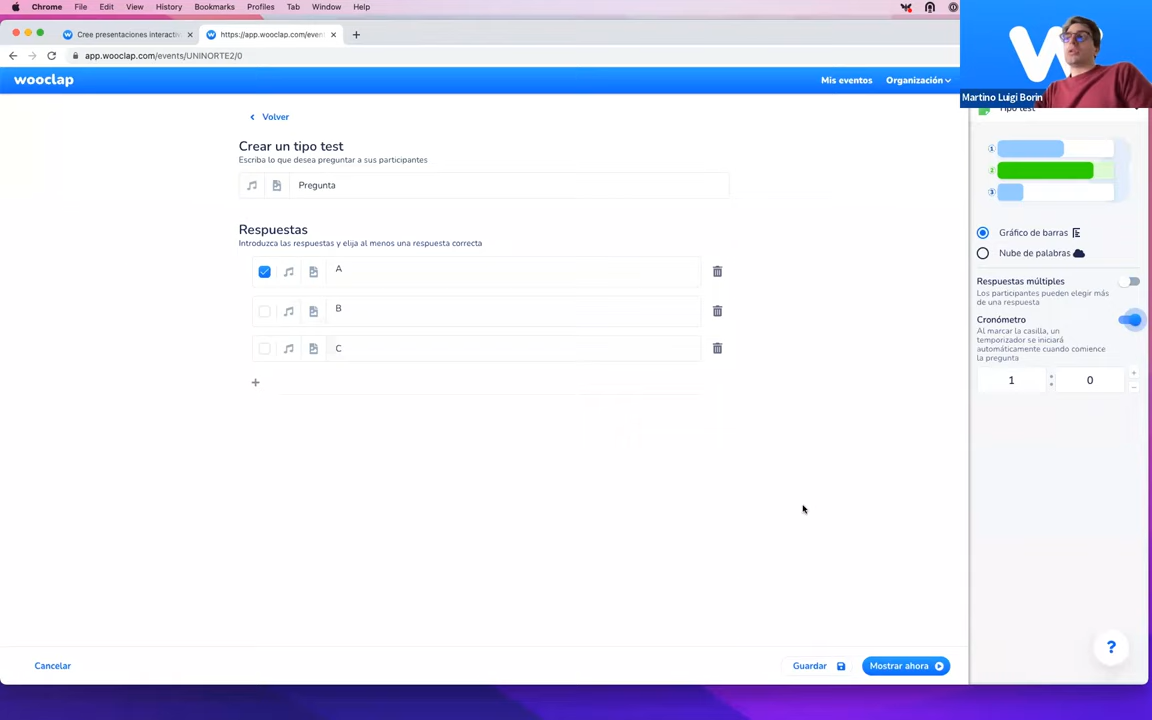 Chrome File Edit View History Bookmarks Profiles Tab Window Help
Cree presentaciones interacti
https://app.wooclap.com/even
app.wooclap.com/events/UNINORTE2/0
wooclap
Mis eventos
Organización
W
Martino Luigi Borin
Tipo test
Volver
Crear un tipo test
Escriba lo que desea preguntar a sus participantes
Pregunta
Respuestas
Introduzca las respuestas y elija al menos una respuesta correcta
A
B
C
+
1
2
3
Gráfico de barras
Nube de palabras
Respuestas múltiples
Los participantes pueden elegir más
de una respuesta
Cronómetro
Al marcar la casilla, un
temporizador se iniciará
automáticamente cuando comience
la pregunta
1 : 0
Cancelar
Guardar
Mostrar ahora
?